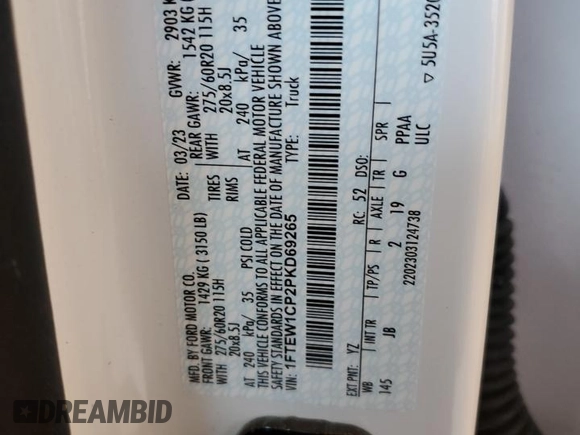 MFD. BY FORD MOTOR CO.
DATE: 03/23 GVWR: 2903 K
FRONT GAWR: 1429 KG ( 3150 LB) REAR GAWR: 1542 KG
WITH 275/60R20 115H TIRES WITH 275/60R20 115H
20x8.5J RIMS 20x8.5J
AT 240 kPa/ 35 PSI COLD AT 240 kPa/ 35
THIS VEHICLE CONFORMS TO ALL APPLICABLE FEDERAL MOTOR VEHICLE
SAFETY STANDARDS IN EFFECT ON THE DATE OF MANUFACTURE SHOWN ABOVE
VIN: 1FTEW1CP2PKD69265 TYPE: Truck
EXT PNT: YZ RC: 52 DSO:
WB INT TR TP/PS R AXLE TR SPR
145 JB 2 19 G PPAA
2202303124738 ULC
5U5A-3520
DREAMBID